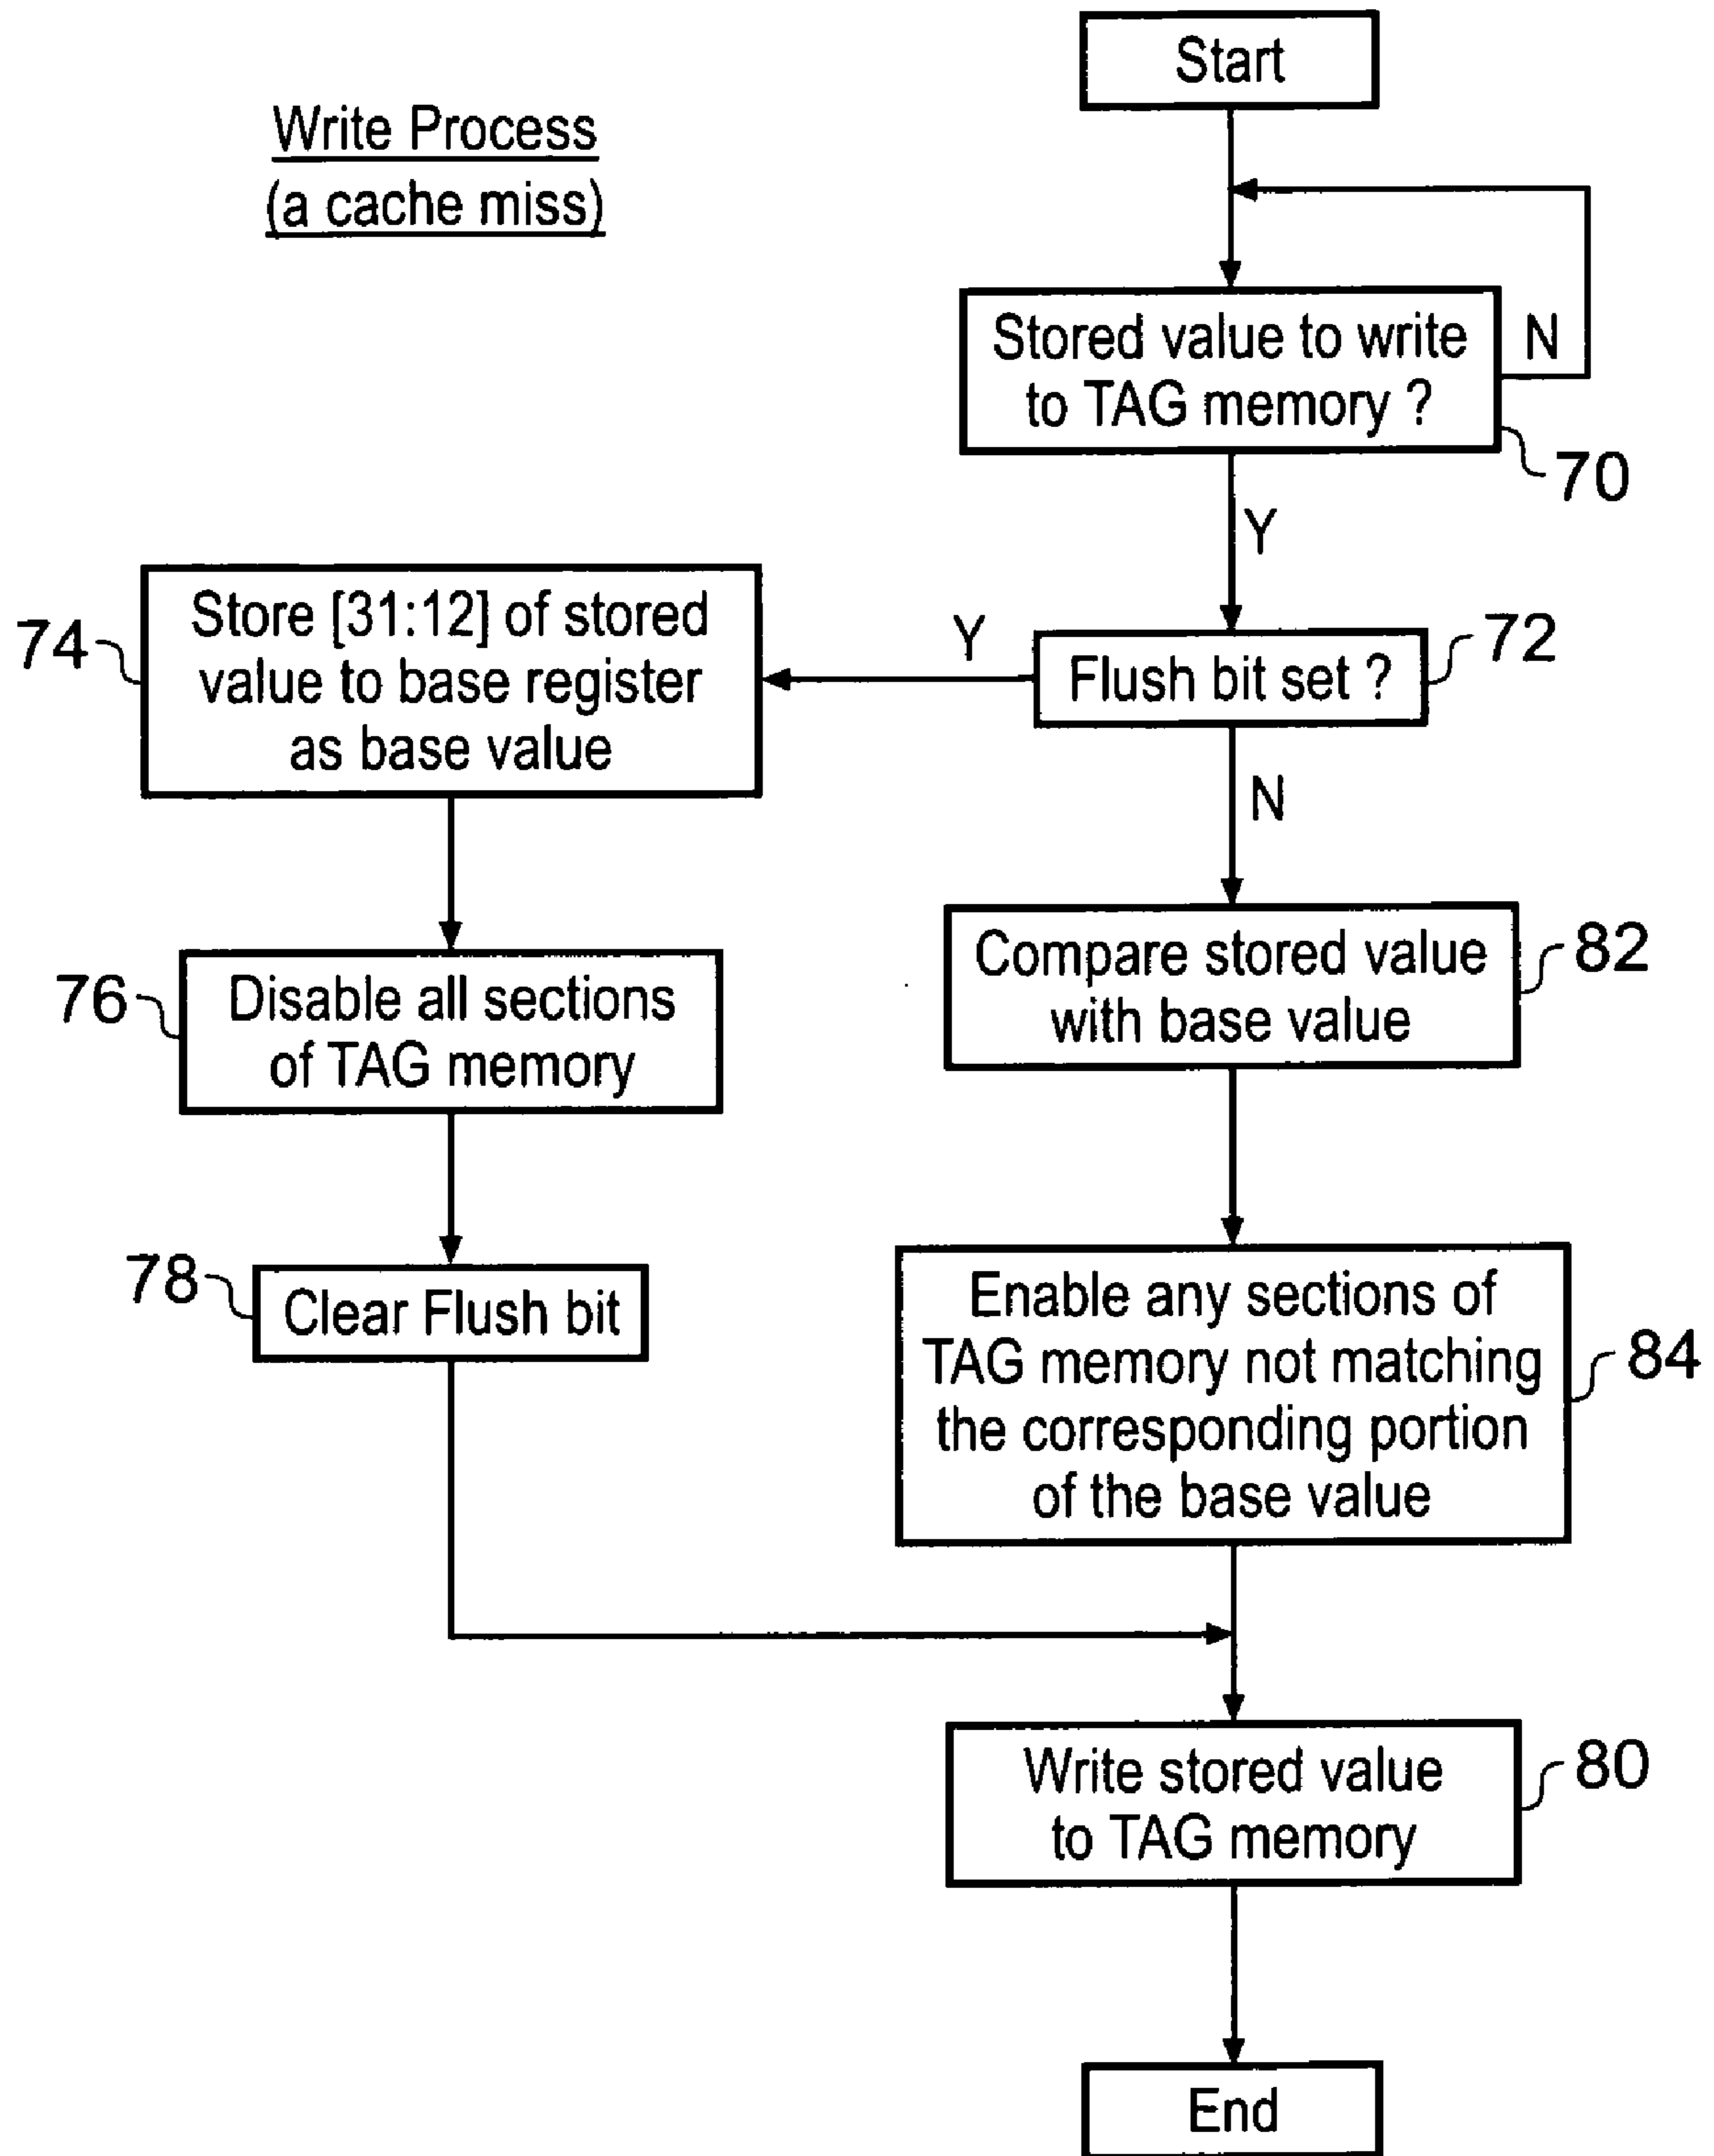 Start
Write Process
(a cache miss)
Stored value to write
to TAG memory ?
N
70
Y
Flush bit set ?
72
Y
74
Store [31:12] of stored
value to base register
as base value
N
Compare stored value
with base value
82
76
Disable all sections
of TAG memory
78
Clear Flush bit
Enable any sections of
TAG memory not matching
the corresponding portion
of the base value
84
Write stored value
to TAG memory
80
End